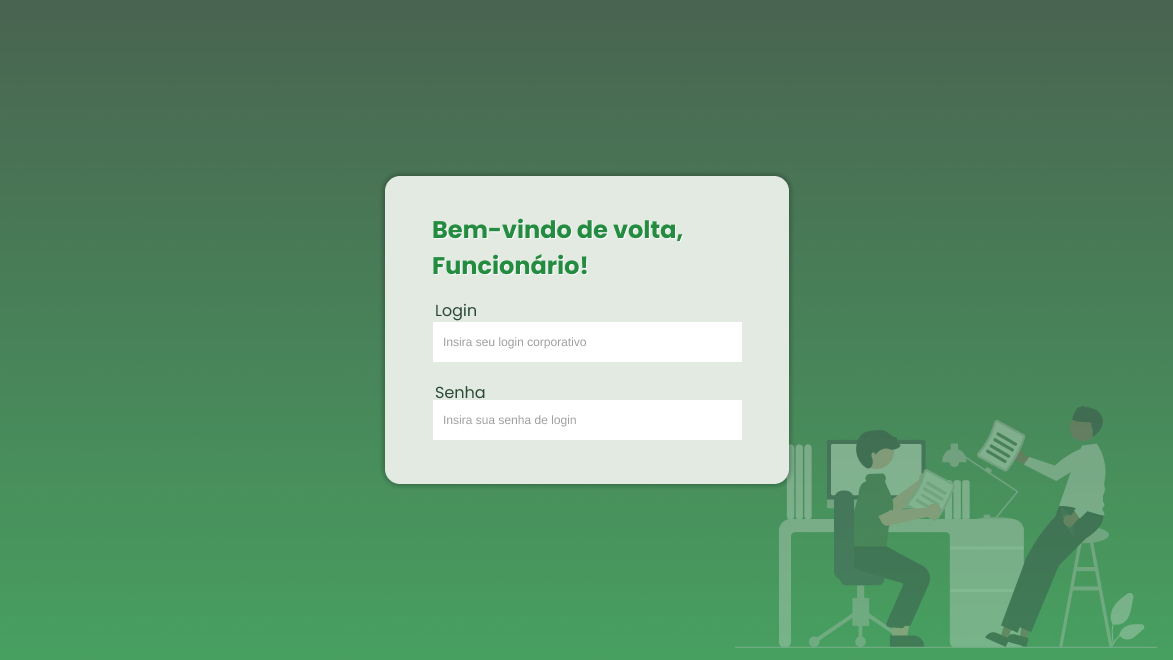 Bem-vindo de volta,
Funcionário!
Login
Insira seu login corporativo
Senha
Insira sua senha de login